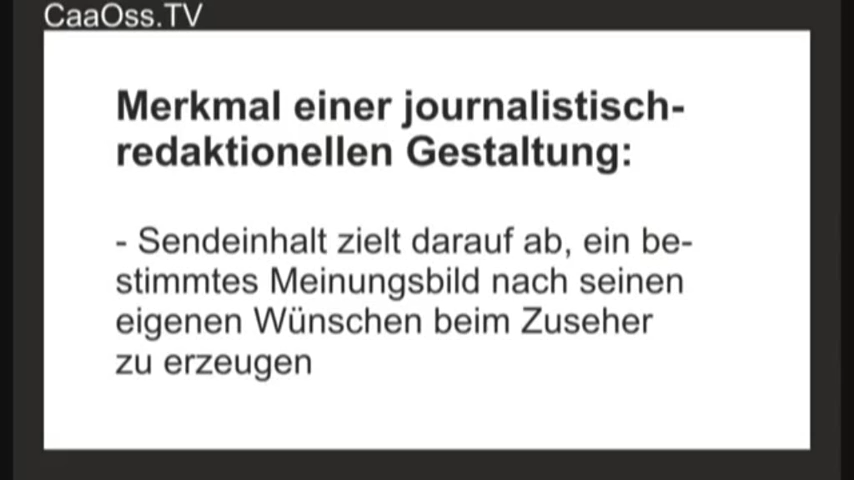 CaaOss.TV
Merkmal einer journalistisch-
redaktionellen Gestaltung:
- Sendeinhalt zielt darauf ab, ein be-
stimmtes Meinungsbild nach seinen
eigenen Wünschen beim Zuseher
zu erzeugen